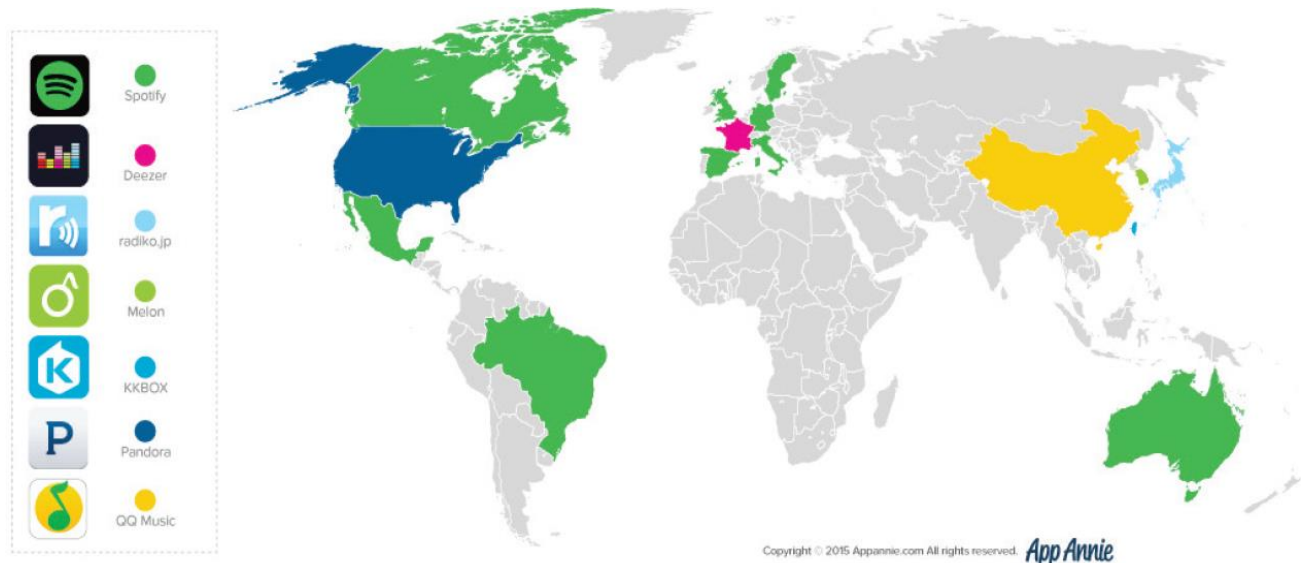 Spotify
Deezer
radiko.jp
Melon
K
KKBOX
P
Pandora
QQ Music
Copyright © 2015 Appannie.com All rights reserved. App Annie